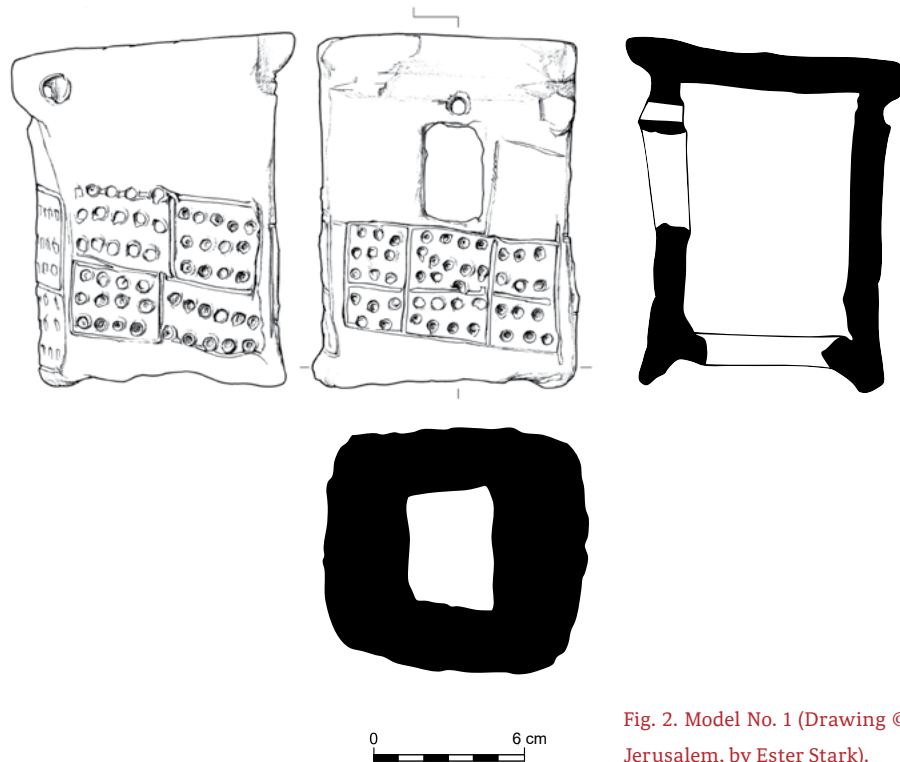 0 6 cm
Fig. 2. Model No. 1 (Drawing ©
Jerusalem, by Ester Stark).